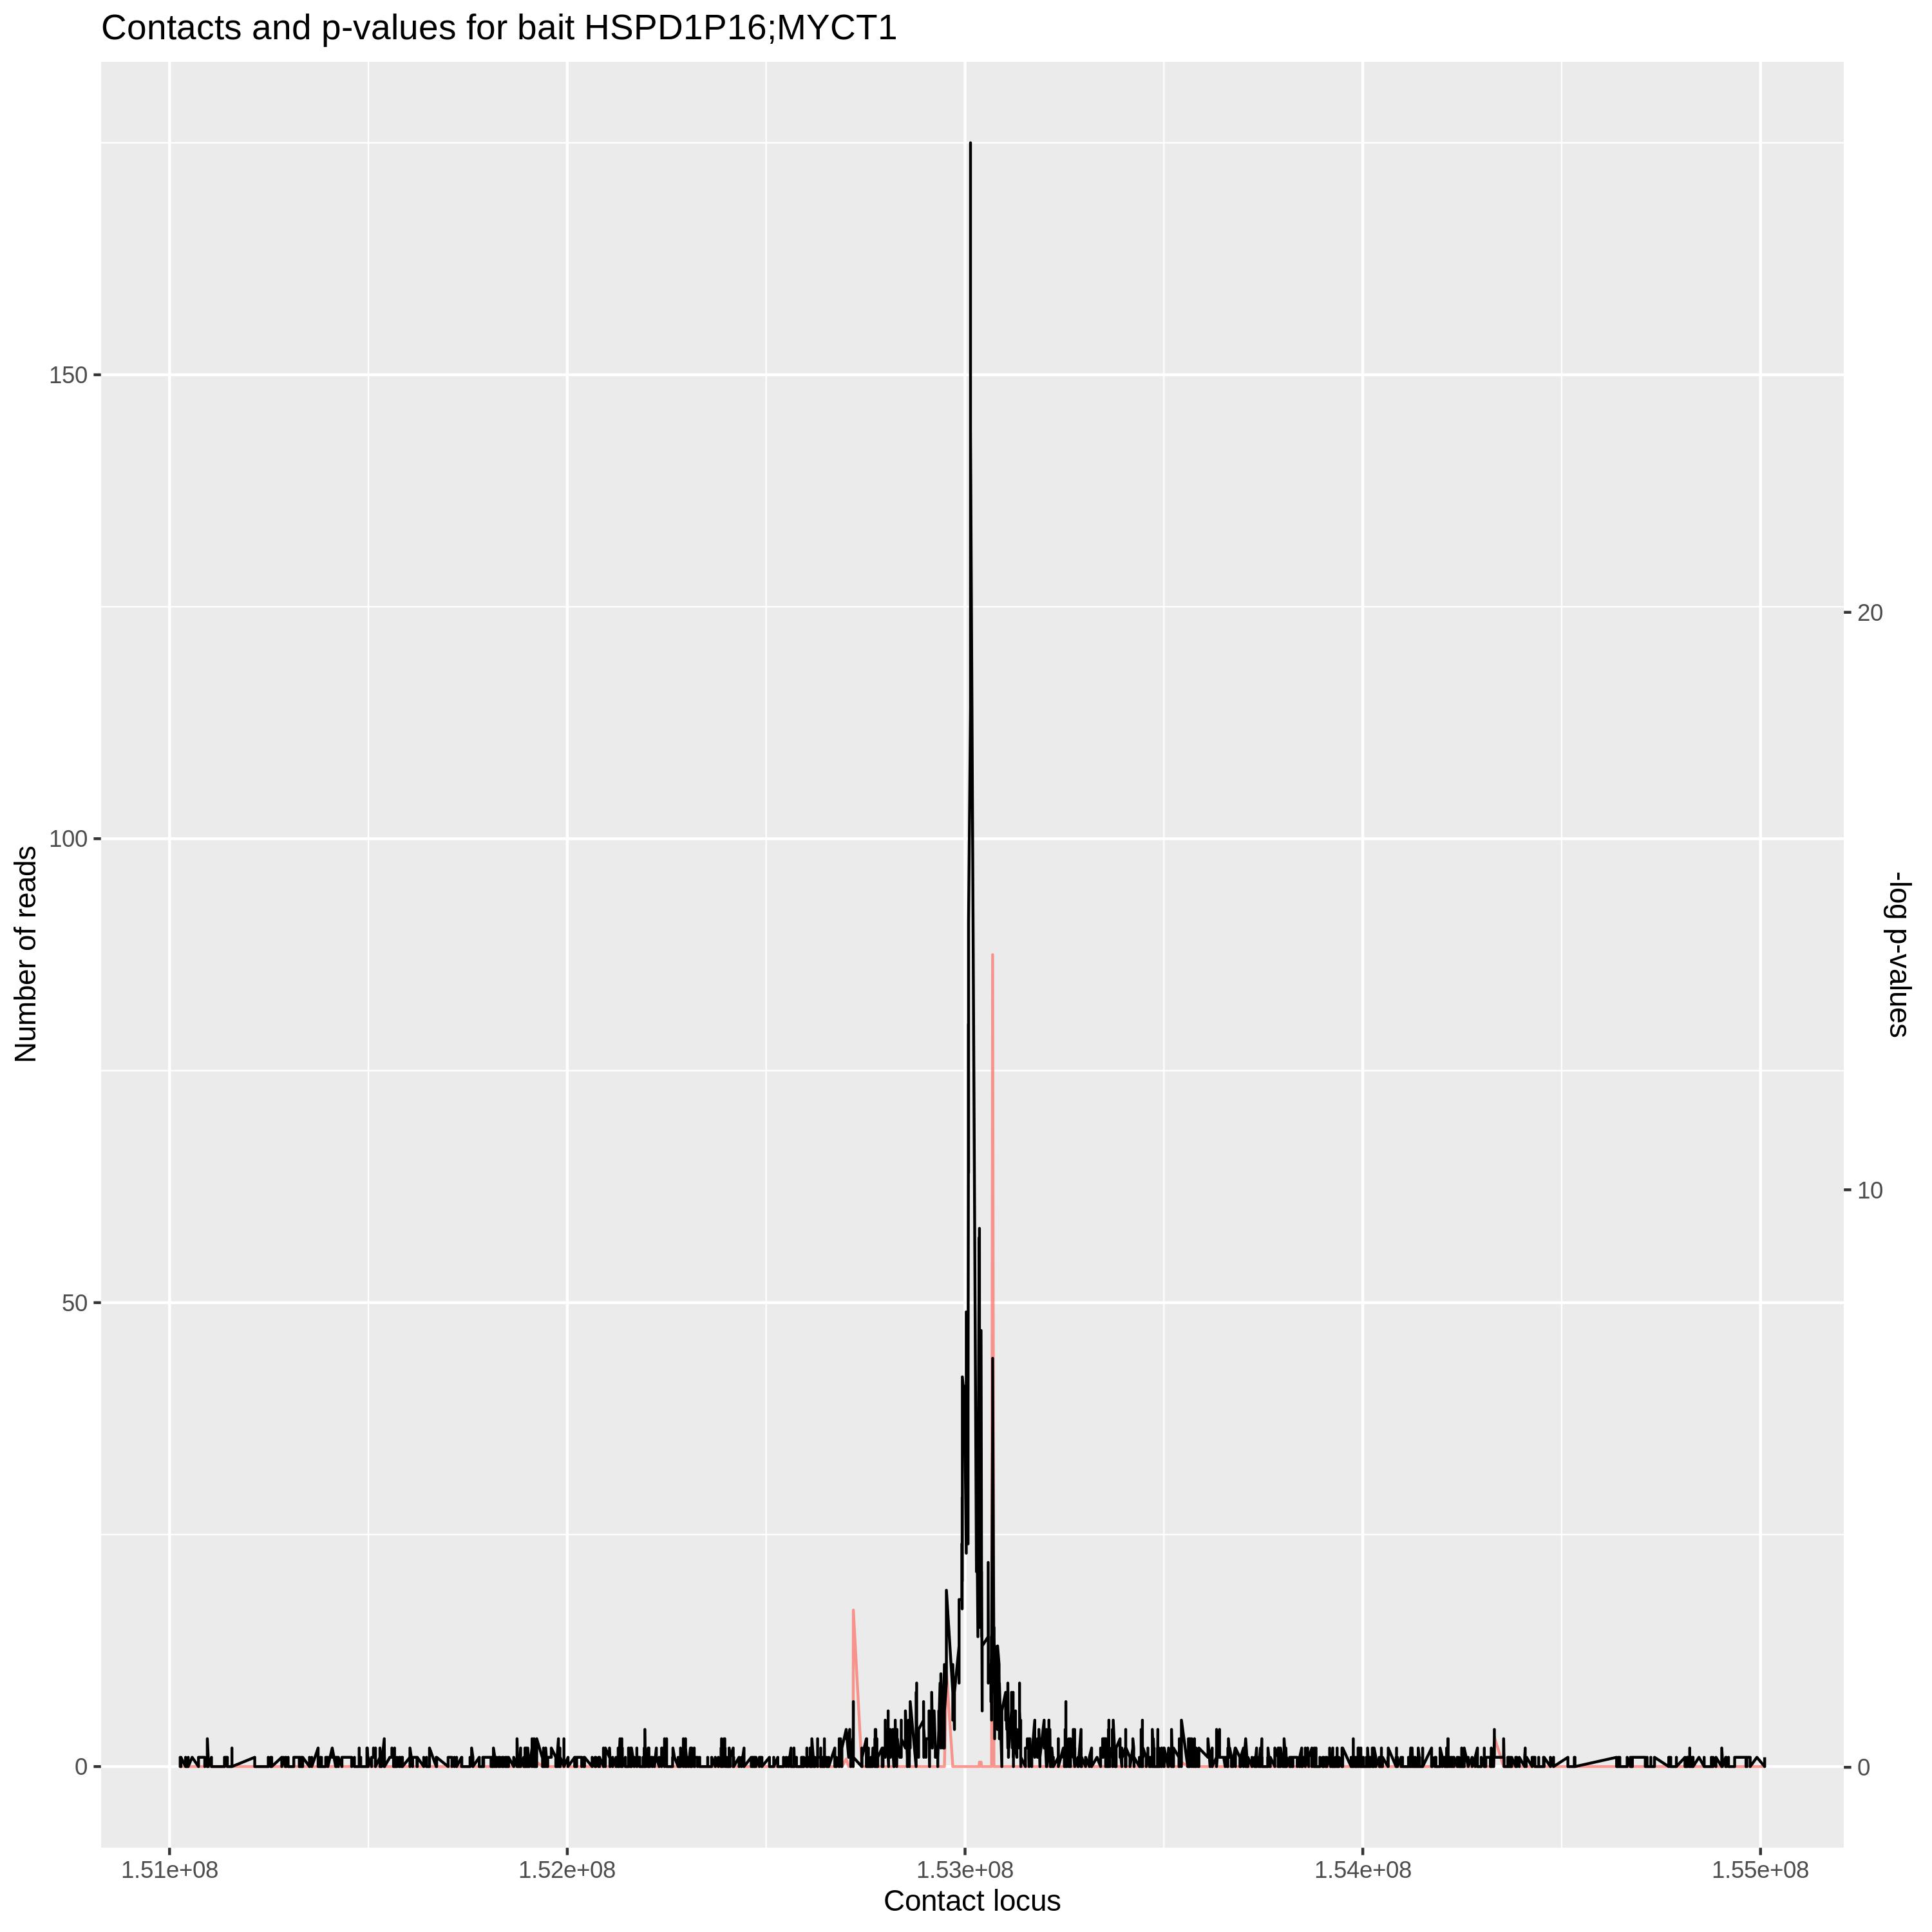 Contacts and p-values for bait HSPD1P16;MYCT1
150
100
50
0
Number of reads
20
10
0
-log p-values
1.51e+08
1.52e+08
1.53e+08
1.54e+08
1.55e+08
Contact locus